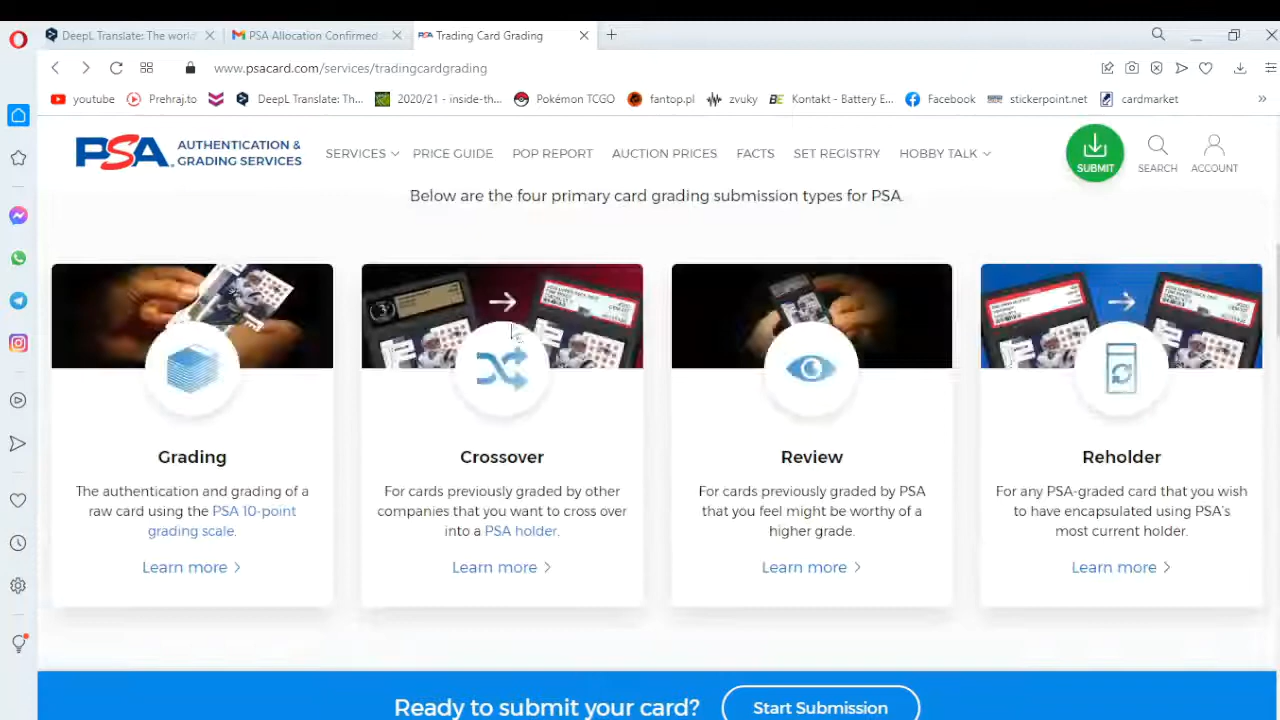 DeepL Translate: The worl
PSA Allocation Confirmed
PSA Trading Card Grading
www.psacard.com/services/tradingcardgrading
youtube
Prehraj.to
DeepL Translate: Th...
2020/21 - inside-th...
Pokémon TCGO
fantop.pl
zvuky
BE Kontakt - Battery E...
Facebook
stickerpoint.net
cardmarket
PSA
AUTHENTICATION &
GRADING SERVICES
SERVICES
PRICE GUIDE
POP REPORT
AUCTION PRICES
FACTS
SET REGISTRY
HOBBY TALK
SUBMIT
SEARCH
ACCOUNT
Below are the four primary card grading submission types for PSA.
Grading
The authentication and grading of a
raw card using the PSA 10-point
grading scale.
Learn more
Crossover
For cards previously graded by other
companies that you want to cross over
into a PSA holder.
Learn more
Review
For cards previously graded by PSA
that you feel might be worthy of a
higher grade.
Learn more
Reholder
For any PSA-graded card that you wish
to have encapsulated using PSA's
most current holder.
Learn more
Ready to submit your card?
Start Submission